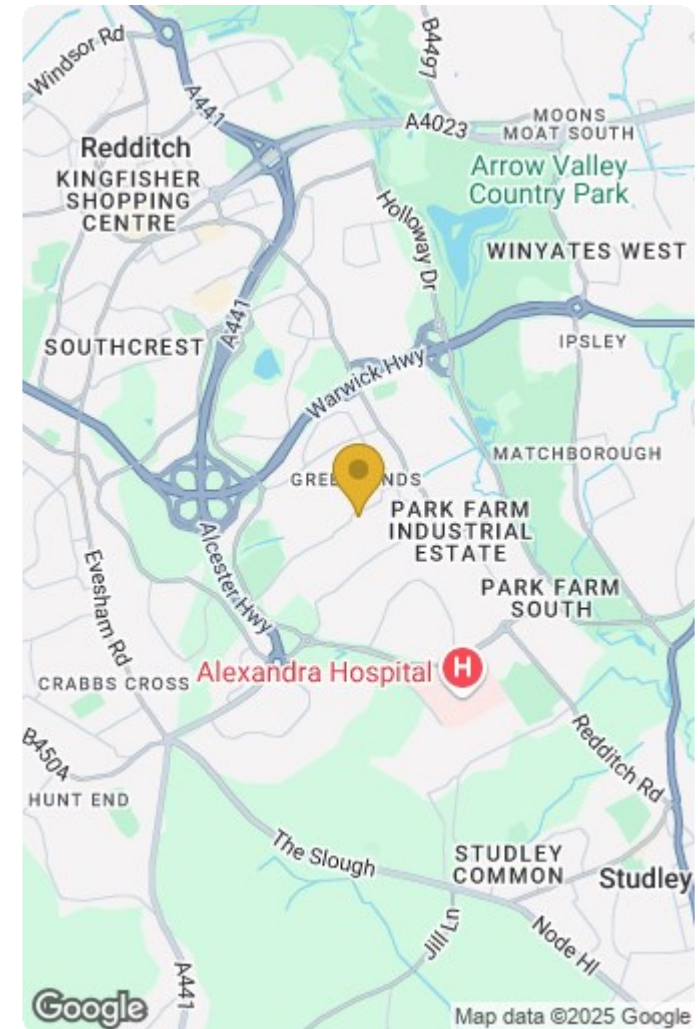 Windsor Rd
A441
B4497
A4023
MOONS
MOAT SOUTH
Redditch
KINGFISHER
SHOPPING
CENTRE
Arrow Valley
Country Park
Holloway Dr
WINYATES WEST
A441
SOUTHCREST
IPSLEY
Warwick Hwy
MATCHBOROUGH
PARK FARM
INDUSTRIAL
ESTATE
Alcester Hwy
Evesham Rd
PARK FARM
SOUTH
Alexandra Hospital
H
CRABBS CROSS
B4504
HUNT END
Redditch Rd
The Slough
STUDLEY
COMMON
Studley
Jill Ln
Node Hl
A441
Google
Map data ©2025 Google